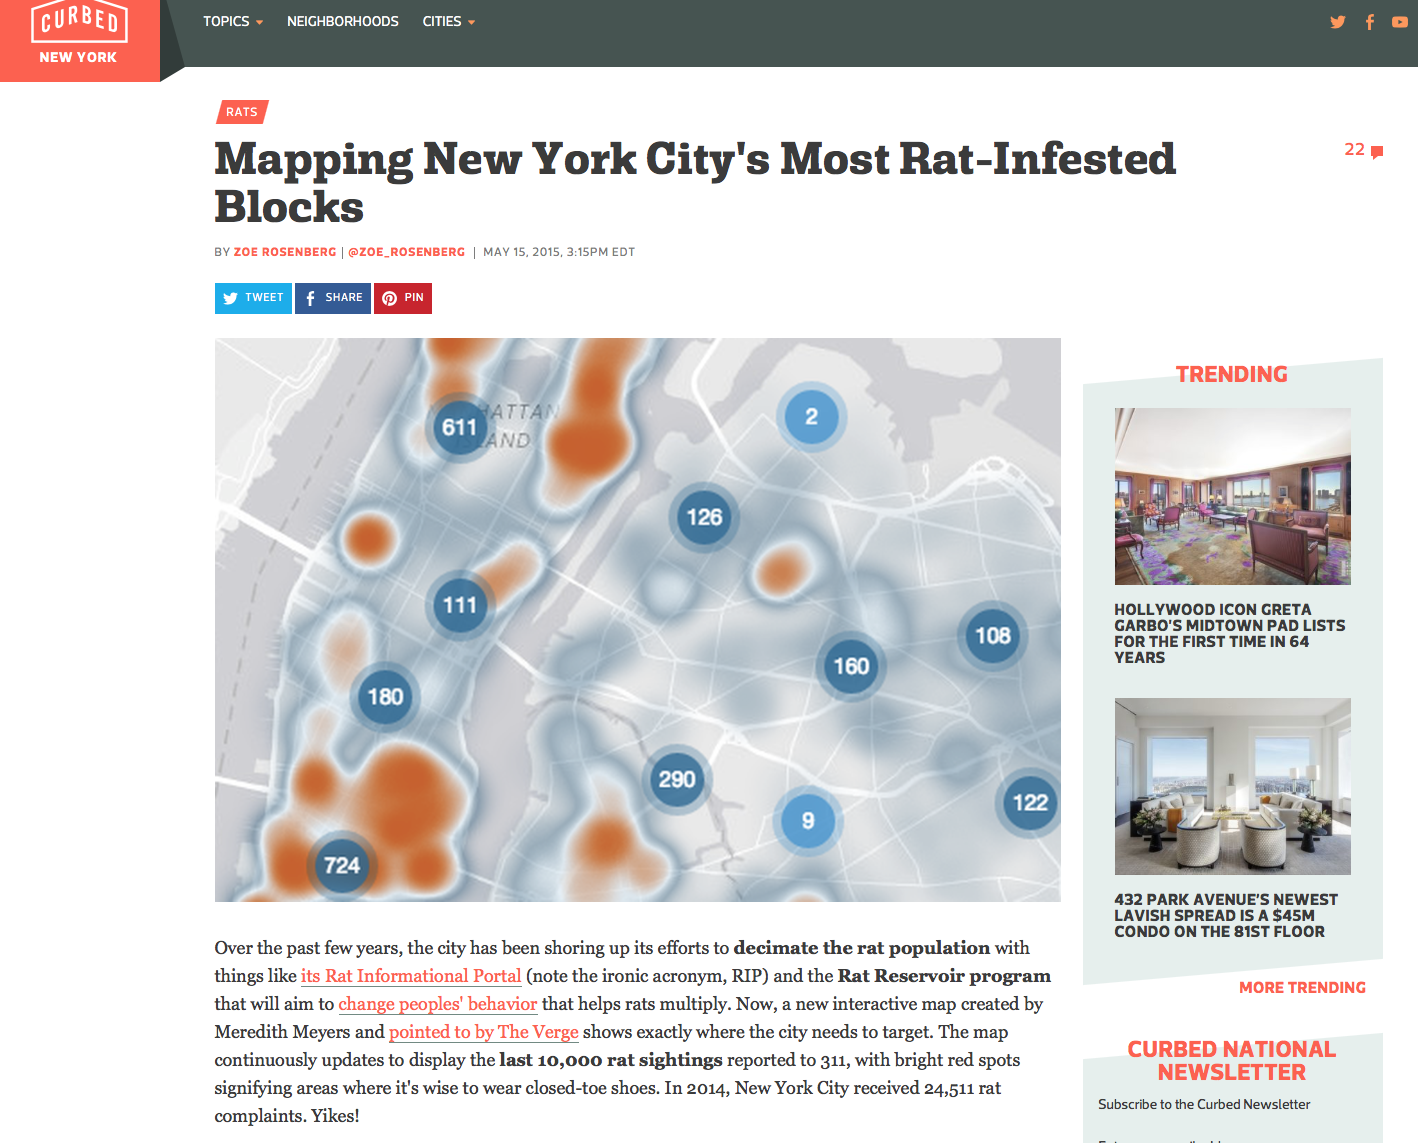 CURBED
NEW YORK
TOPICS
NEIGHBORHOODS
CITIES
RATS
Mapping New York City's Most Rat-Infested
Blocks
22
BY ZOE ROSENBERG | @ZOE_ROSENBERG | MAY 15, 2015, 3:15PM EDT
TWEET
SHARE
PIN
HATTAN
LAND
611
2
126
111
108
160
180
290
122
9
724
Over the past few years, the city has been shoring up its efforts to decimate the rat population with
things like its Rat Informational Portal (note the ironic acronym, RIP) and the Rat Reservoir program
that will aim to change peoples' behavior that helps rats multiply. Now, a new interactive map created by
Meredith Meyers and pointed to by The Verge shows exactly where the city needs to target. The map
continuously updates to display the last 10,000 rat sightings reported to 311, with bright red spots
signifying areas where it's wise to wear closed-toe shoes. In 2014, New York City received 24,511 rat
complaints. Yikes!
TRENDING
HOLLYWOOD ICON GRETA
GARBO'S MIDTOWN PAD LISTS
FOR THE FIRST TIME IN 64
YEARS
432 PARK AVENUE'S NEWEST
LAVISH SPREAD IS A $45M
CONDO ON THE 81ST FLOOR
MORE TRENDING
CURBED NATIONAL
NEWSLETTER
Subscribe to the Curbed Newsletter